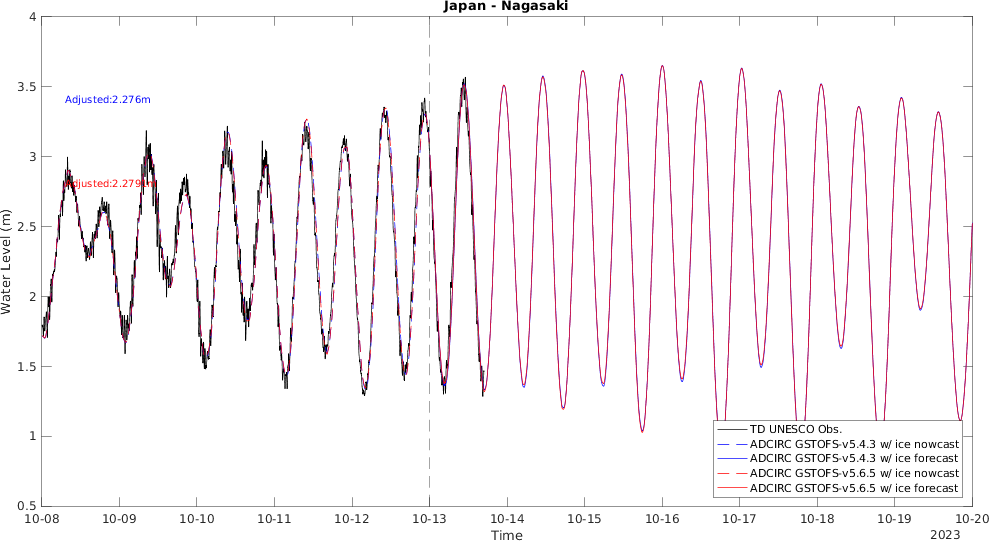 Japan - Nagasaki
4
3.5
3
2.5
2
1.5
1
0.5
Water Level (m)
Adjusted:2.276m
Adjusted:2.279m
TD UNESCO Obs.
ADCIRC GSTOFS-v5.4.3 w/ ice nowcast
ADCIRC GSTOFS-v5.4.3 w/ ice forecast
ADCIRC GSTOFS-v5.6.5 w/ ice nowcast
ADCIRC GSTOFS-v5.6.5 w/ ice forecast
10-08 10-09 10-10 10-11 10-12 10-13 10-14 10-15 10-16 10-17 10-18 10-19 10-20
Time
2023